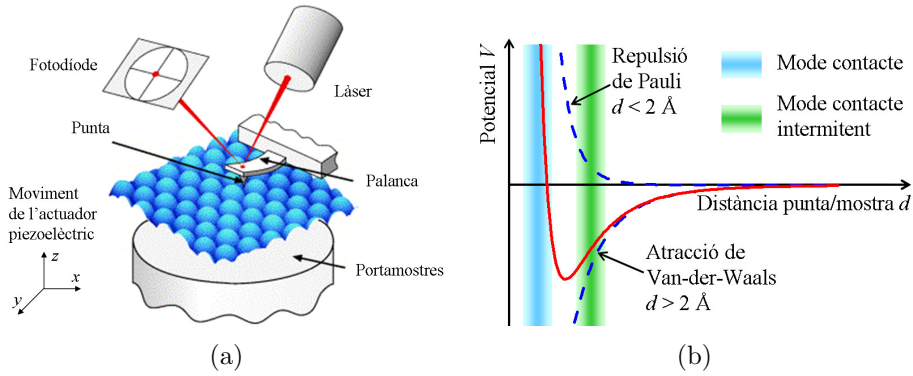 Fotodíode
Làser
Punta
Palanca
Moviment
de l'actuador
piezoelèctric
Portamostres
z
x
y
(a)
Potencial V
Repulsió
de Pauli
d < 2 Å
Mode contacte
Mode contacte
intermitent
Distància punta/mostra d
Atracció de
Van-der-Waals
d > 2 Å
(b)